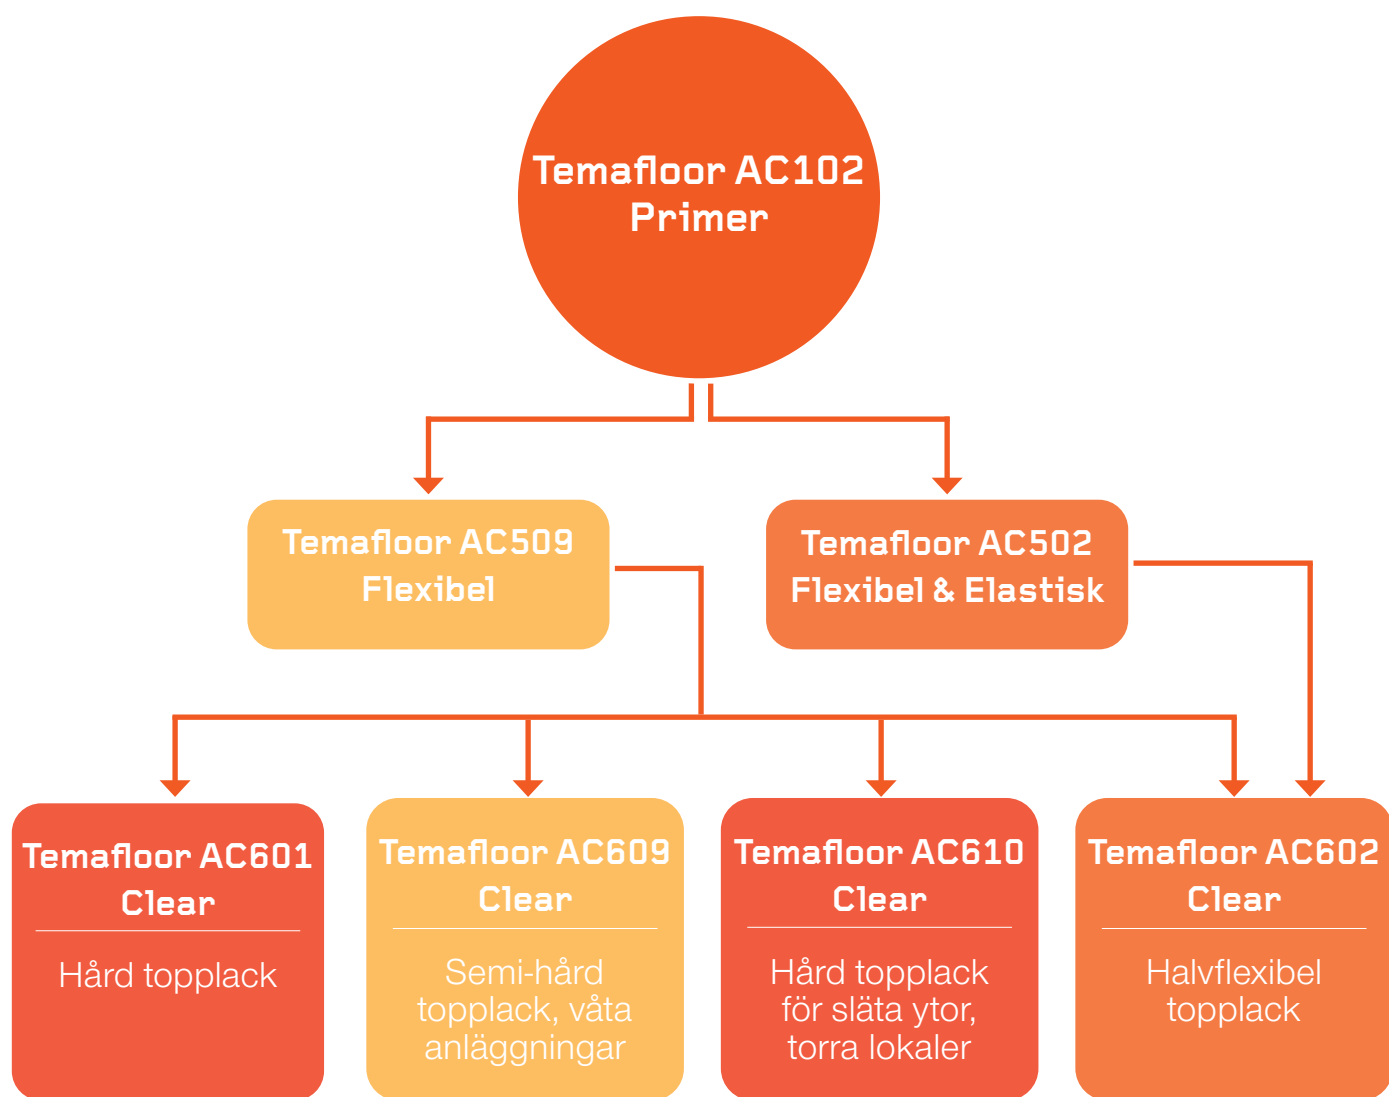 Temafloor AC102
Primer
Temafloor AC509
Flexibel
Temafloor AC502
Flexibel & Elastisk
Temafloor AC601
Clear
Hård topplack
Temafloor AC609
Clear
Semi-hård
topplack, våta
anläggningar
Temafloor AC610
Clear
Hård topplack
för släta ytor,
torra lokaler
Temafloor AC602
Clear
Halvflexibel
topplack